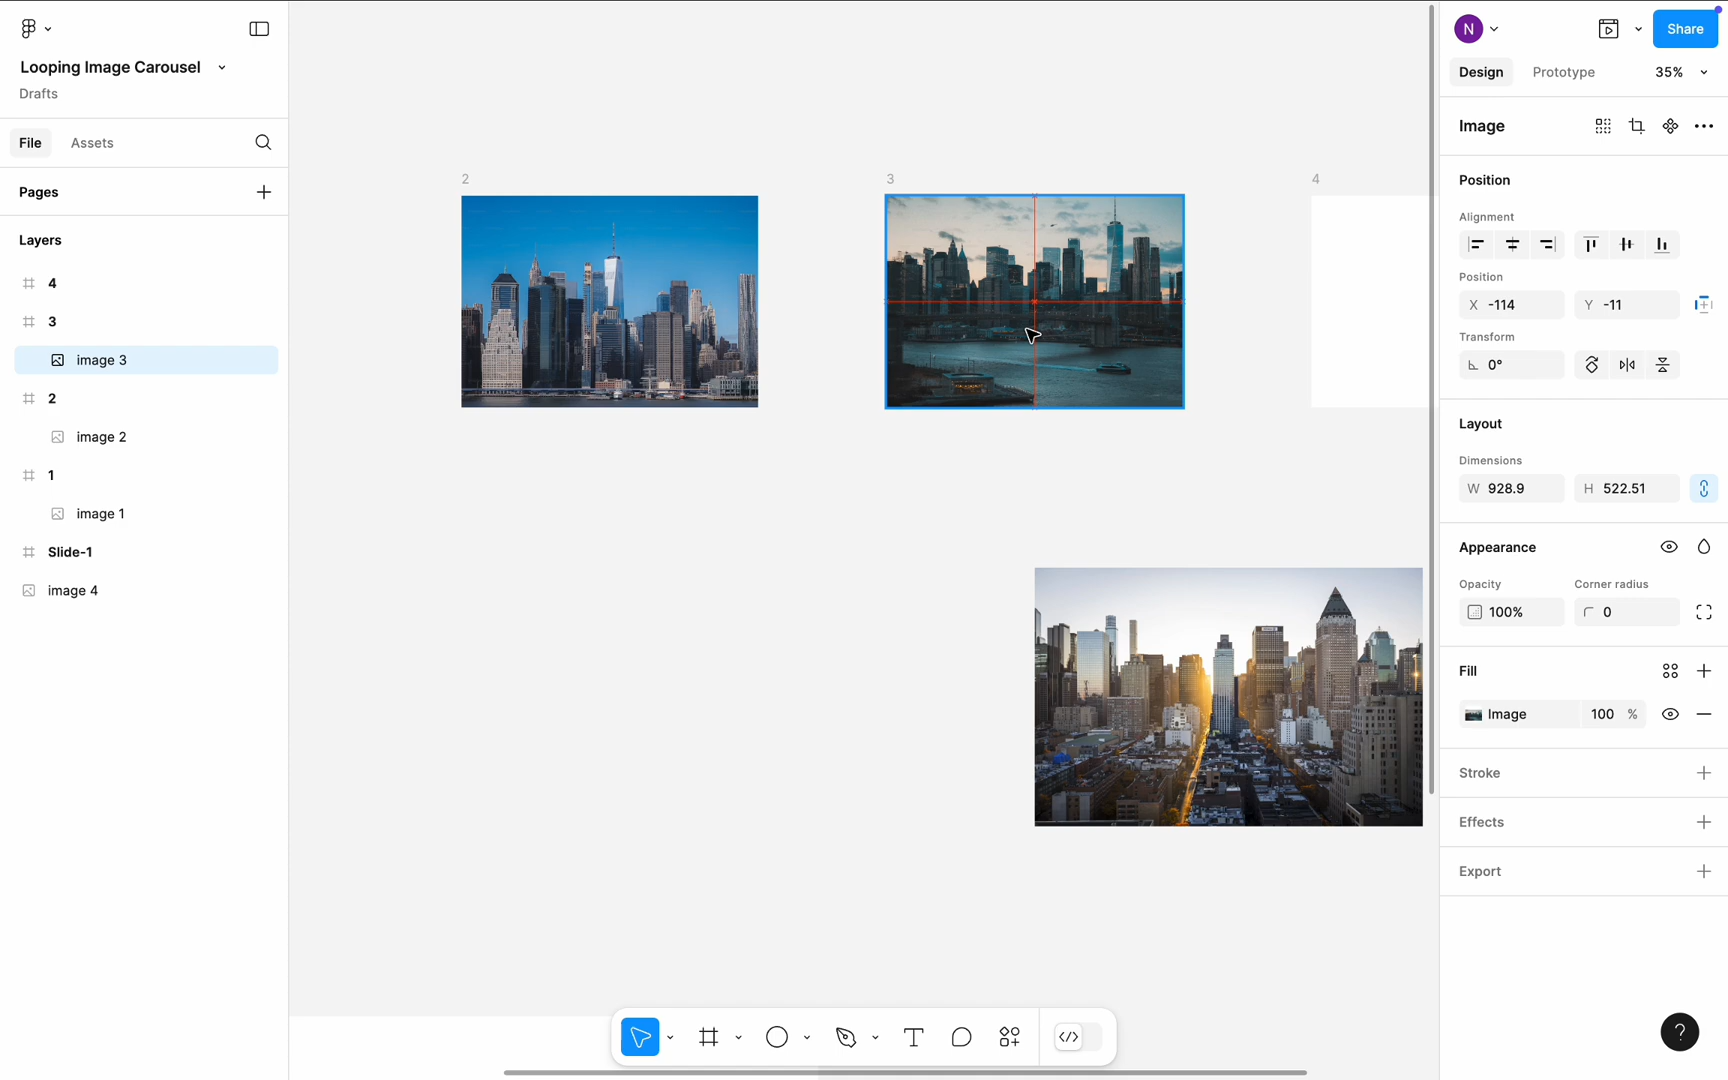 Looping Image Carousel
Drafts
File
Assets
Pages
Layers
4
3
image 3
2
image 2
1
image 1
Slide-1
image 4
2
3
4
N
Share
Design
Prototype
35%
Image
Position
Alignment
Position
X -114
Y -11
Transform
0°
Layout
Dimensions
W 928.9
H 522.51
Appearance
Opacity
Corner radius
100%
0
Fill
Image
100 %
Stroke
Effects
Export
?